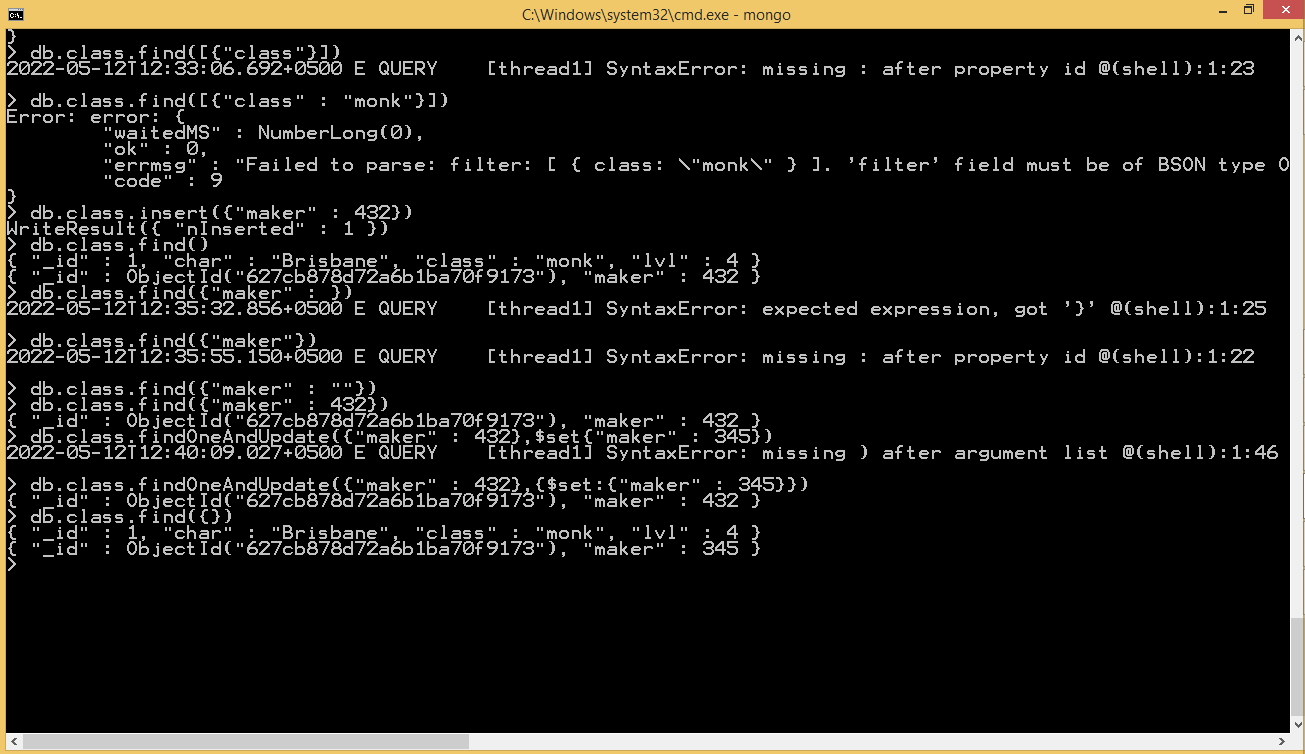 C:\Windows\system32\cmd.exe - mongo
}
> db.class.find([{"class"}])
2022-05-12T12:33:06.692+0500 E QUERY    [thread1] SyntaxError: missing : after property id @(shell):1:23
> db.class.find([{"class" : "monk"}])
Error: error: {
        "waitedMS" : NumberLong(0),
        "ok" : 0,
        "errmsg" : "Failed to parse: filter: [ { class: \"monk\" } ]. 'filter' field must be of BSON type O
        "code" : 9
}
> db.class.insert({"maker" : 432})
WriteResult({ "nInserted" : 1 })
> db.class.find()
{ "_id" : 1, "char" : "Brisbane", "class" : "monk", "lvl" : 4 }
{ "_id" : ObjectId("627cb878d72a6b1ba70f9173"), "maker" : 432 }
> db.class.find({"maker" : })
2022-05-12T12:35:32.856+0500 E QUERY    [thread1] SyntaxError: expected expression, got '}' @(shell):1:25
> db.class.find({"maker"})
2022-05-12T12:35:55.150+0500 E QUERY    [thread1] SyntaxError: missing : after property id @(shell):1:22
> db.class.find({"maker" : ""})
> db.class.find({"maker" : 432})
{ "_id" : ObjectId("627cb878d72a6b1ba70f9173"), "maker" : 432 }
> db.class.findOneAndUpdate({"maker" : 432},$set{"maker" : 345})
2022-05-12T12:40:09.027+0500 E QUERY    [thread1] SyntaxError: missing ) after argument list @(shell):1:46
> db.class.findOneAndUpdate({"maker" : 432},{$set:{"maker" : 345}})
{ "_id" : ObjectId("627cb878d72a6b1ba70f9173"), "maker" : 432 }
> db.class.find({})
{ "_id" : 1, "char" : "Brisbane", "class" : "monk", "lvl" : 4 }
{ "_id" : ObjectId("627cb878d72a6b1ba70f9173"), "maker" : 345 }
>